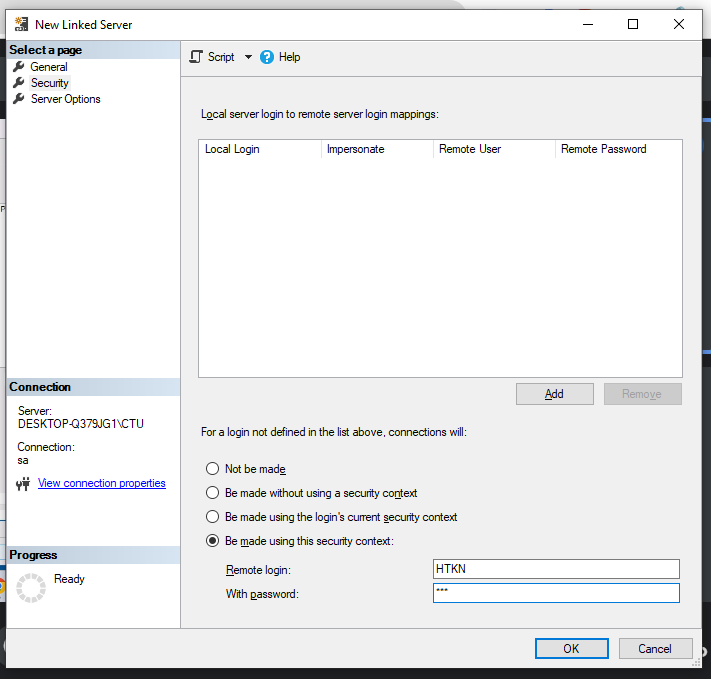 New Linked Server
Select a page
General
Security
Server Options
Script
Help
Local server login to remote server login mappings:
Local Login Impersonate Remote User Remote Password
Add Remove
For a login not defined in the list above, connections will:
Not be made
Be made without using a security context
Be made using the login's current security context
Be made using this security context:
Remote login: HTKN
With password: ***
Connection
Server:
DESKTOP-Q379JG1\CTU
Connection:
sa
View connection properties
Progress
Ready
OK Cancel